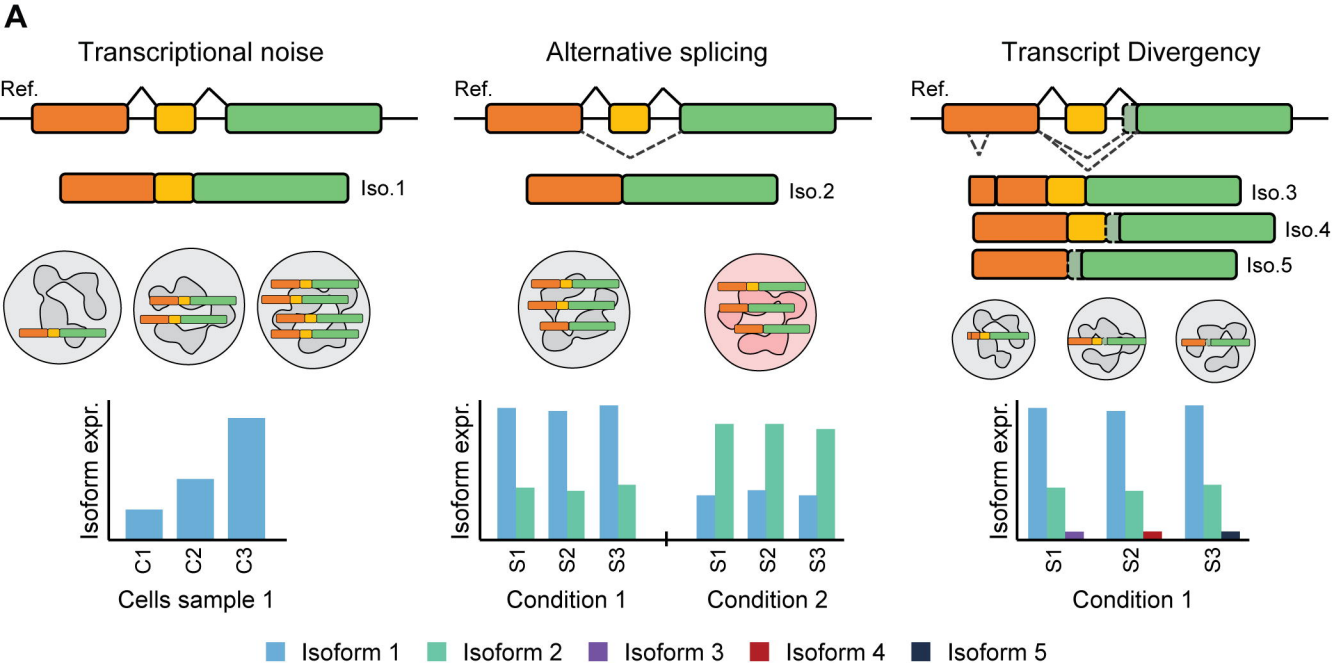 A
Transcriptional noise
Alternative splicing
Transcript Divergency
Ref.
Ref.
Ref.
Iso.1
Iso.2
Iso.3
Iso.4
Iso.5
Isoform expr.
C1
C2
C3
Cells sample 1
Isoform expr.
S1
S2
S3
S1
S2
S3
Condition 1
Condition 2
Isoform expr.
S1
S2
S3
Condition 1
Isoform 1
Isoform 2
Isoform 3
Isoform 4
Isoform 5